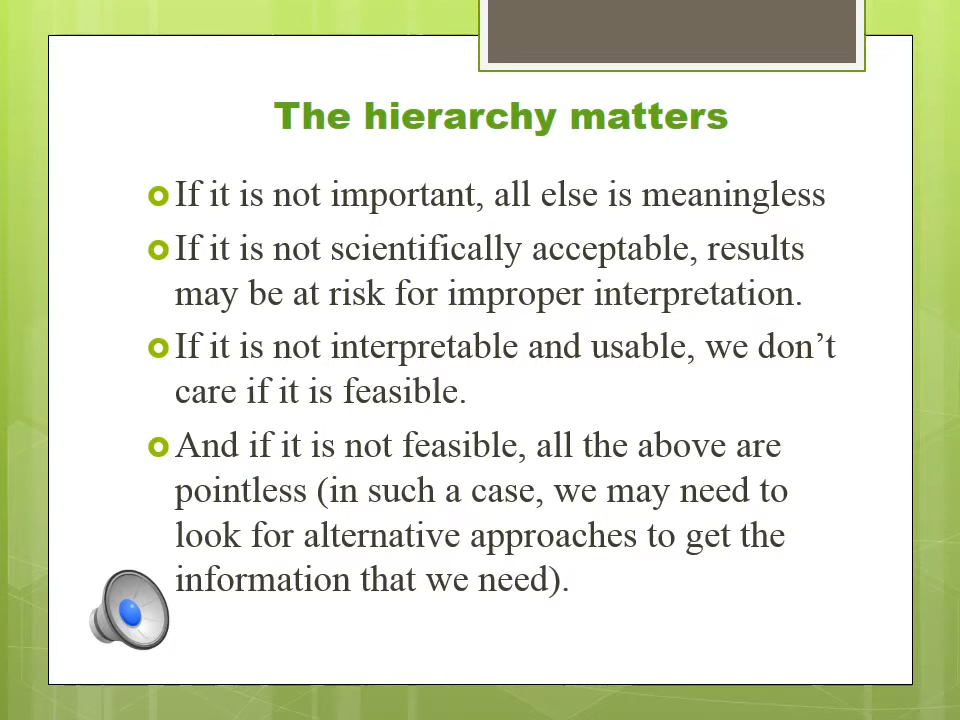 The hierarchy matters
If it is not important, all else is meaningless
If it is not scientifically acceptable, results
may be at risk for improper interpretation.
If it is not interpretable and usable, we don’t
care if it is feasible.
And if it is not feasible, all the above are
pointless (in such a case, we may need to
look for alternative approaches to get the
information that we need).